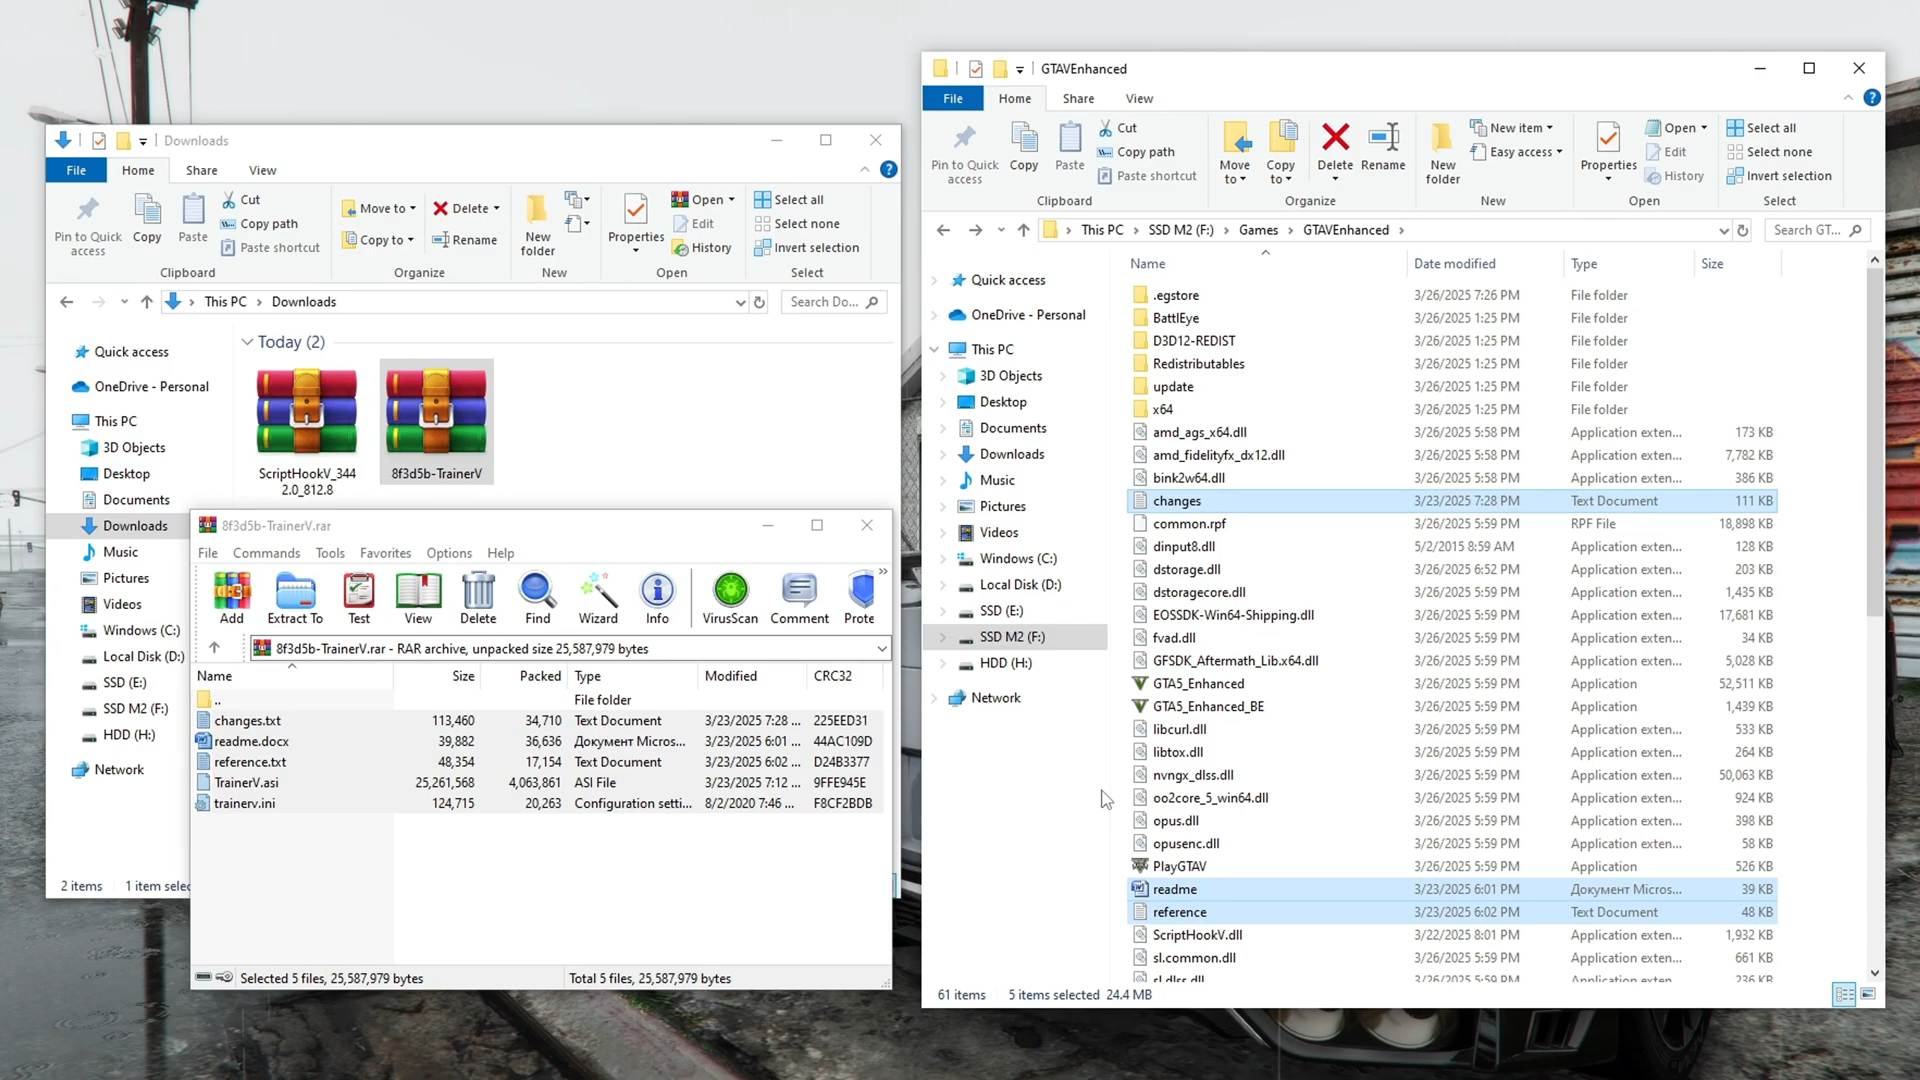 Downloads
File Home Share View
Pin to Quick access
Copy
Paste
Cut
Copy path
Paste shortcut
Clipboard
Move to
Copy to
Delete
Rename
Organize
New folder
New
Properties
Open
Edit
History
Open
Select all
Select none
Invert selection
Select
This PC > Downloads
Search Do...
Quick access
OneDrive - Personal
This PC
3D Objects
Desktop
Documents
Downloads
Music
Pictures
Videos
Windows (C:)
Local Disk (D:)
SSD (E:)
SSD M2 (F:)
HDD (H:)
Network
Today (2)
ScriptHookV_344
2.0_812.8
8f3d5b-TrainerV
2 items 1 item selec
8f3d5b-TrainerV.rar
File Commands Tools Favorites Options Help
Add Extract To Test View Delete Find Wizard Info VirusScan Comment Prote
8f3d5b-TrainerV.rar - RAR archive, unpacked size 25,587,979 bytes
Name Size Packed Type Modified CRC32
.. File folder
changes.txt 113,460 34,710 Text Document 3/23/2025 7:28 ... 225EED31
readme.docx 39,882 36,636 Документ Micros... 3/23/2025 6:01 ... 44AC109D
reference.txt 48,354 17,154 Text Document 3/23/2025 6:02 ... D24B3377
TrainerV.asi 25,261,568 4,063,861 ASI File 3/23/2025 7:12 ... 9FFE945E
trainerv.ini 124,715 20,263 Configuration setti... 8/2/2020 7:46 ... F8CF2BDB
Selected 5 files, 25,587,979 bytes Total 5 files, 25,587,979 bytes
GTAVEnhanced
File Home Share View
Pin to Quick access
Copy
Paste
Cut
Copy path
Paste shortcut
Clipboard
Move to
Copy to
Delete
Rename
Organize
New folder
New item
Easy access
New
Properties
Open
Edit
History
Open
Select all
Select none
Invert selection
Select
This PC > SSD M2 (F:) > Games > GTAVEnhanced >
Search GT...
Quick access
OneDrive - Personal
This PC
3D Objects
Desktop
Documents
Downloads
Music
Pictures
Videos
Windows (C:)
Local Disk (D:)
SSD (E:)
SSD M2 (F:)
HDD (H:)
Network
Name Date modified Type Size
.egstore 3/26/2025 7:26 PM File folder
BattlEye 3/26/2025 1:25 PM File folder
D3D12-REDIST 3/26/2025 1:25 PM File folder
Redistributables 3/26/2025 1:25 PM File folder
update 3/26/2025 1:25 PM File folder
x64 3/26/2025 1:25 PM File folder
amd_ags_x64.dll 3/26/2025 5:58 PM Application exten... 173 KB
amd_fidelityfx_dx12.dll 3/26/2025 5:58 PM Application exten... 7,782 KB
bink2w64.dll 3/26/2025 5:58 PM Application exten... 386 KB
changes 3/23/2025 7:28 PM Text Document 111 KB
common.rpf 3/26/2025 5:59 PM RPF File 18,898 KB
dinput8.dll 5/2/2015 8:59 AM Application exten... 128 KB
dstorage.dll 3/26/2025 6:52 PM Application exten... 203 KB
dstoragecore.dll 3/26/2025 5:59 PM Application exten... 1,435 KB
EOSSDK-Win64-Shipping.dll 3/26/2025 5:59 PM Application exten... 17,681 KB
fvad.dll 3/26/2025 5:59 PM Application exten... 34 KB
GFSDK_Aftermath_Lib.x64.dll 3/26/2025 5:59 PM Application exten... 5,028 KB
GTA5_Enhanced 3/26/2025 5:59 PM Application 52,511 KB
GTA5_Enhanced_BE 3/26/2025 5:59 PM Application 1,439 KB
libcurl.dll 3/26/2025 5:59 PM Application exten... 533 KB
libtox.dll 3/26/2025 5:59 PM Application exten... 264 KB
nvngx_dlss.dll 3/26/2025 5:59 PM Application exten... 50,063 KB
oo2core_5_win64.dll 3/26/2025 5:59 PM Application exten... 924 KB
opus.dll 3/26/2025 5:59 PM Application exten... 398 KB
opusenc.dll 3/26/2025 5:59 PM Application exten... 58 KB
PlayGTAV 3/26/2025 5:59 PM Application 526 KB
readme 3/23/2025 6:01 PM Документ Micros... 39 KB
reference 3/23/2025 6:02 PM Text Document 48 KB
ScriptHookV.dll 3/22/2025 8:01 PM Application exten... 1,932 KB
sl.common.dll 3/26/2025 5:59 PM Application exten... 661 KB
sl.dlss.dll 3/26/2025 5:59 PM Application exten... 236 KB
61 items 5 items selected 24.4 MB